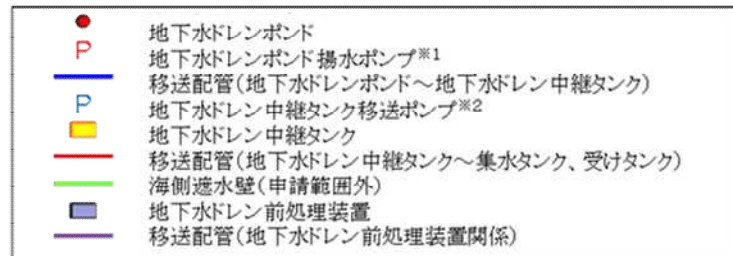 地下水ドレンポンド
P 地下水ドレンポンド揚水ポンプ※1
移送配管(地下水ドレンポンド～地下水ドレン中継タンク)
P 地下水ドレン中継タンク移送ポンプ※2
地下水ドレン中継タンク
移送配管(地下水ドレン中継タンク～集水タンク、受けタンク)
海側遮水壁(申請範囲外)
地下水ドレン前処理装置
移送配管(地下水ドレン前処理装置関係)